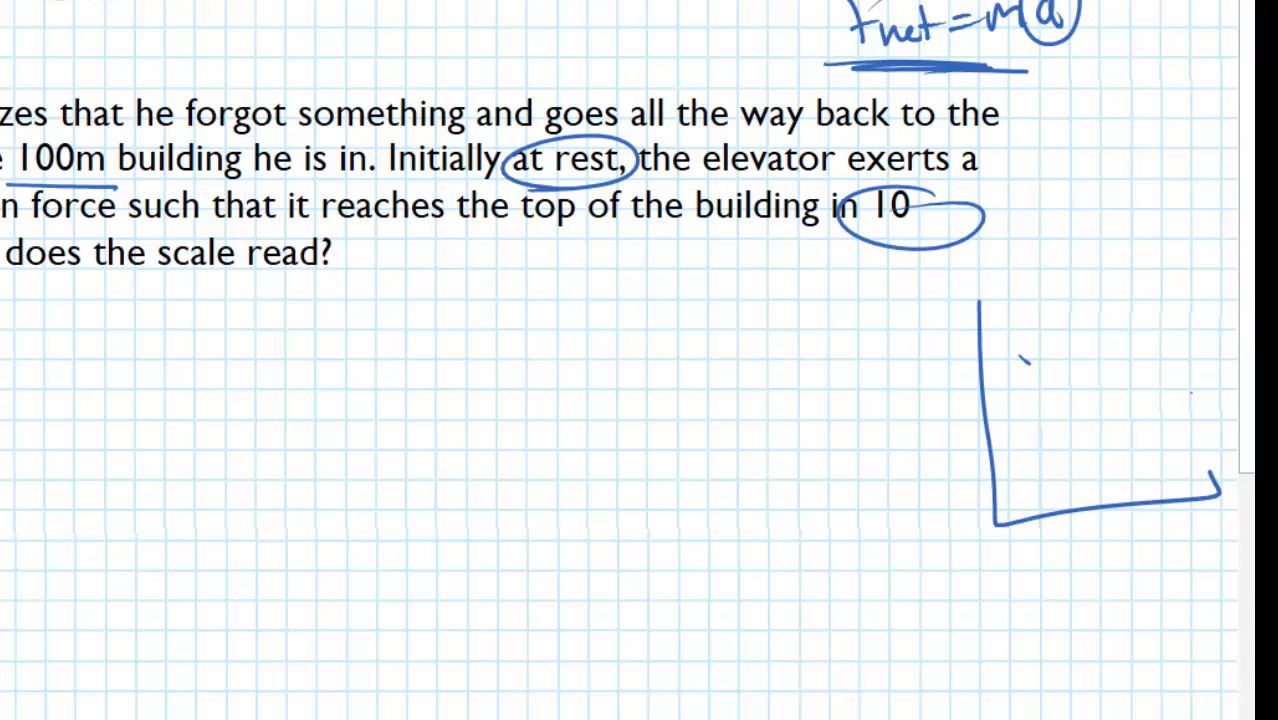 Fnet = ma
zes that he forgot something and goes all the way back to the
100m building he is in. Initially at rest, the elevator exerts a
n force such that it reaches the top of the building in 10
does the scale read?